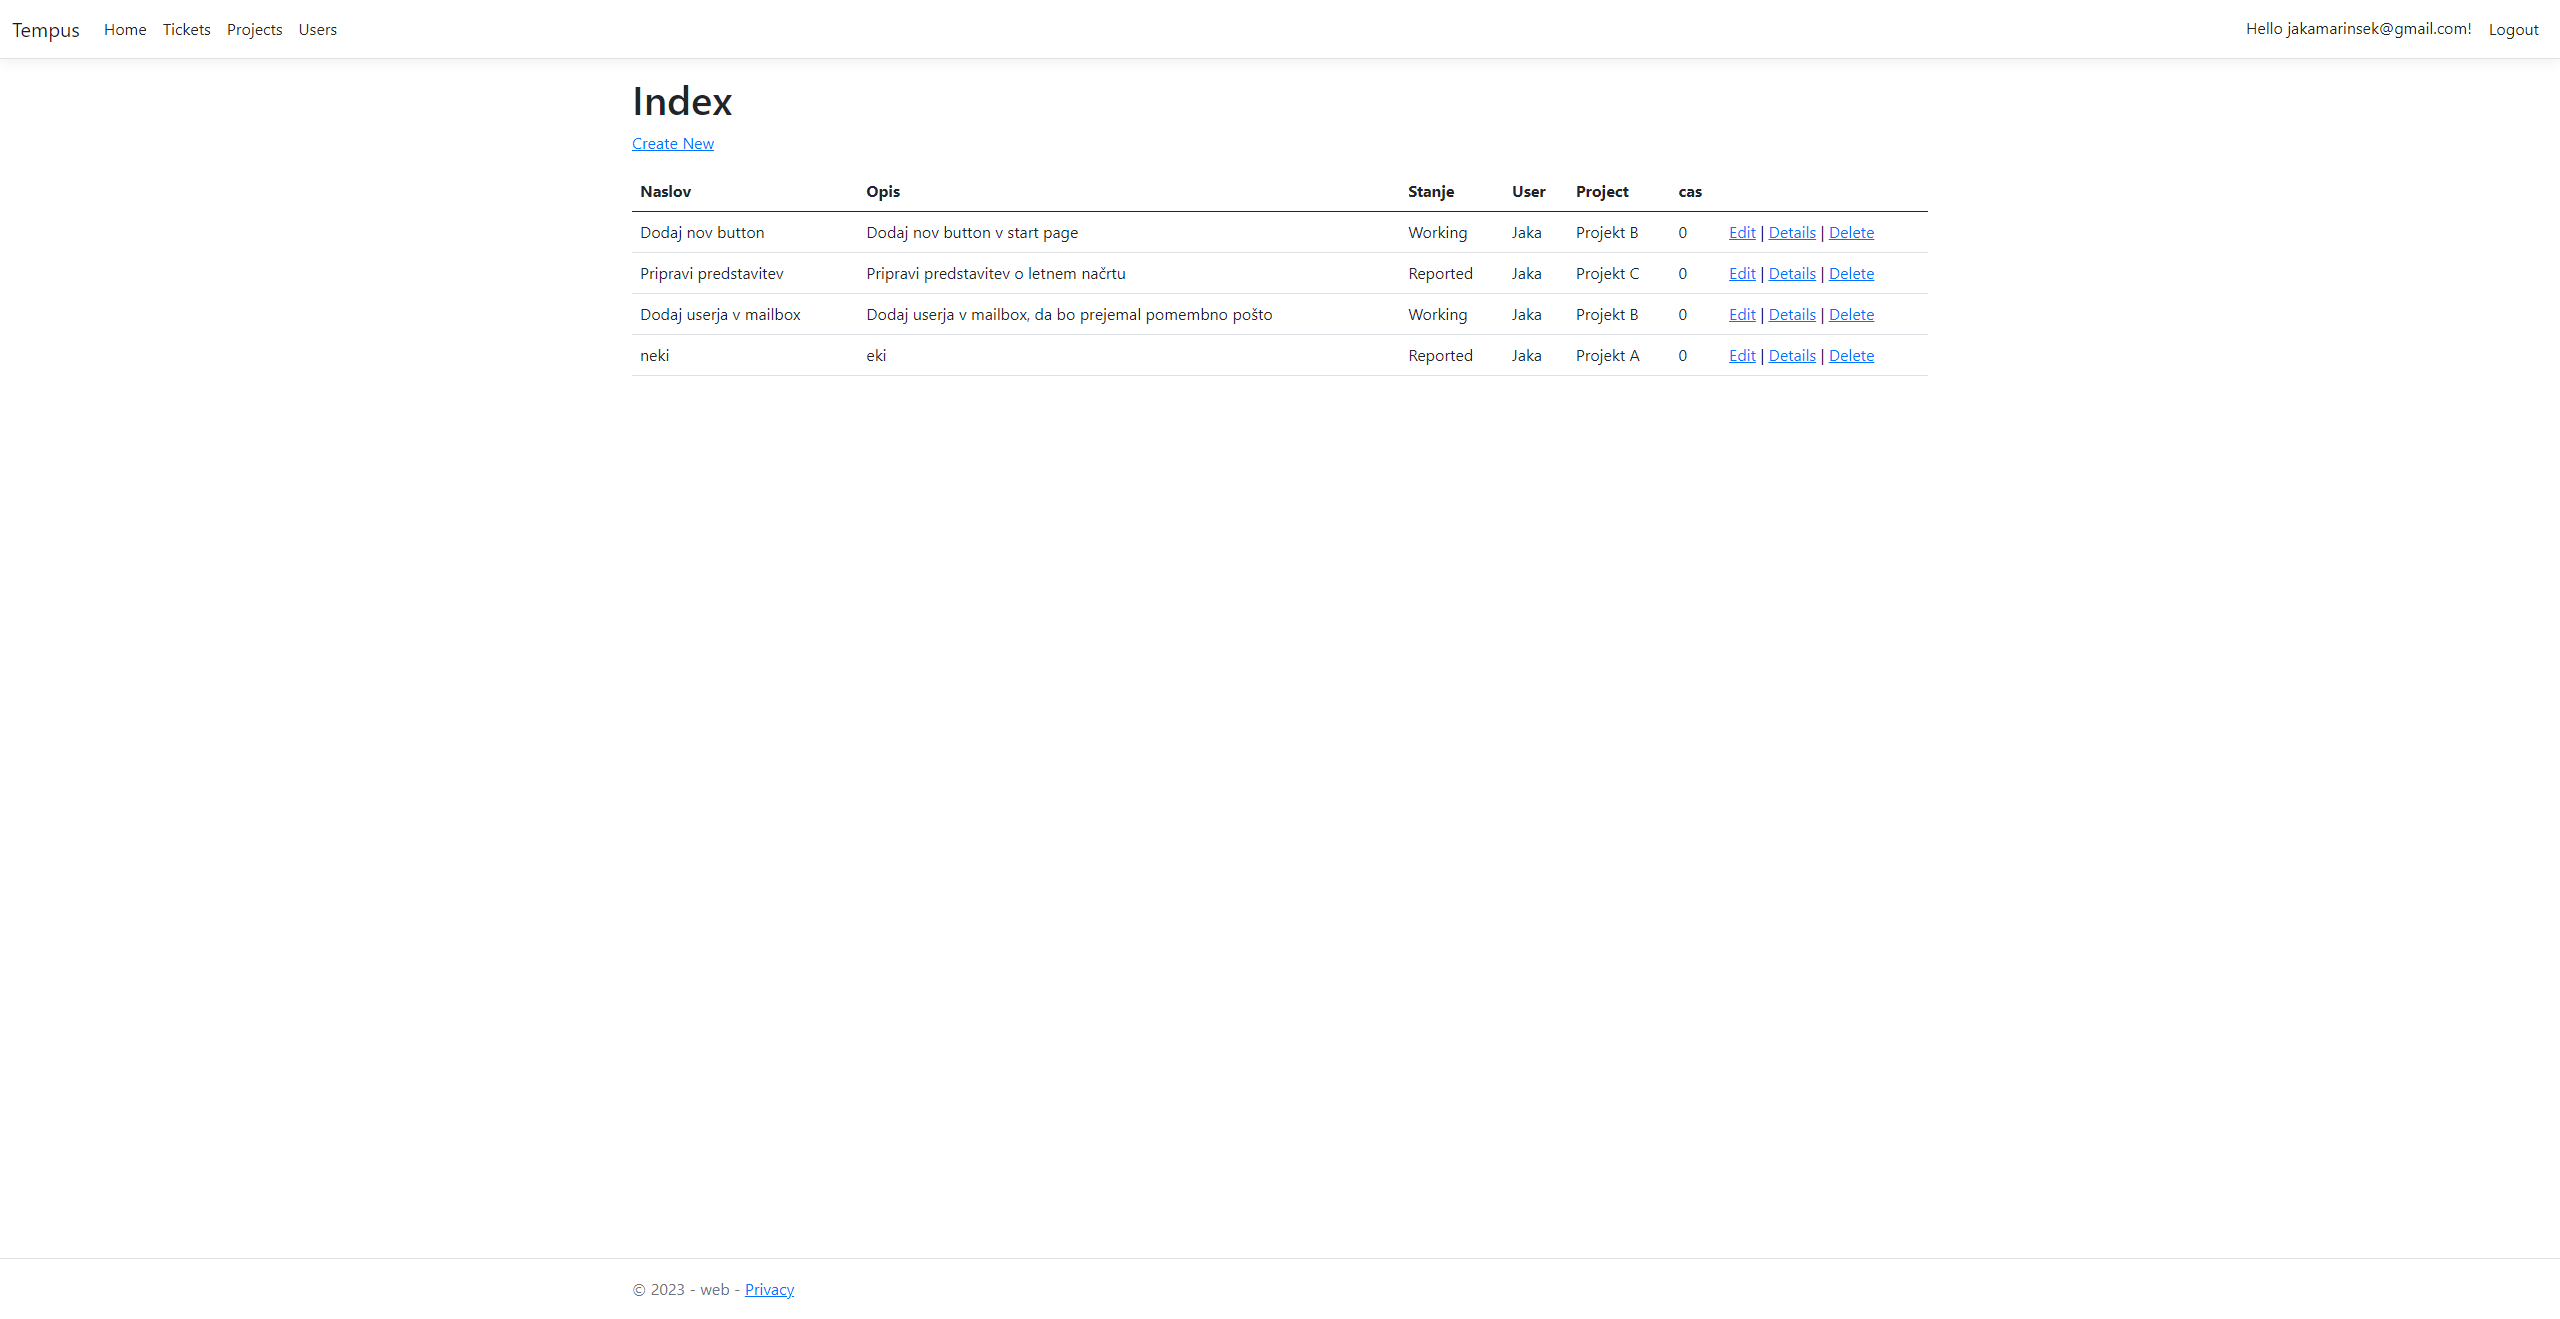 Tempus Home Tickets Projects Users Hello jakamarinsek@gmail.com! Logout
Index
Create New
Naslov Opis Stanje User Project cas
Dodaj nov button Dodaj nov button v start page Working Jaka Projekt B 0 Edit | Details | Delete
Pripravi predstavitev Pripravi predstavitev o letnem načrtu Reported Jaka Projekt C 0 Edit | Details | Delete
Dodaj userja v mailbox Dodaj userja v mailbox, da bo prejemal pomembno pošto Working Jaka Projekt B 0 Edit | Details | Delete
neki eki Reported Jaka Projekt A 0 Edit | Details | Delete
© 2023 - web - Privacy